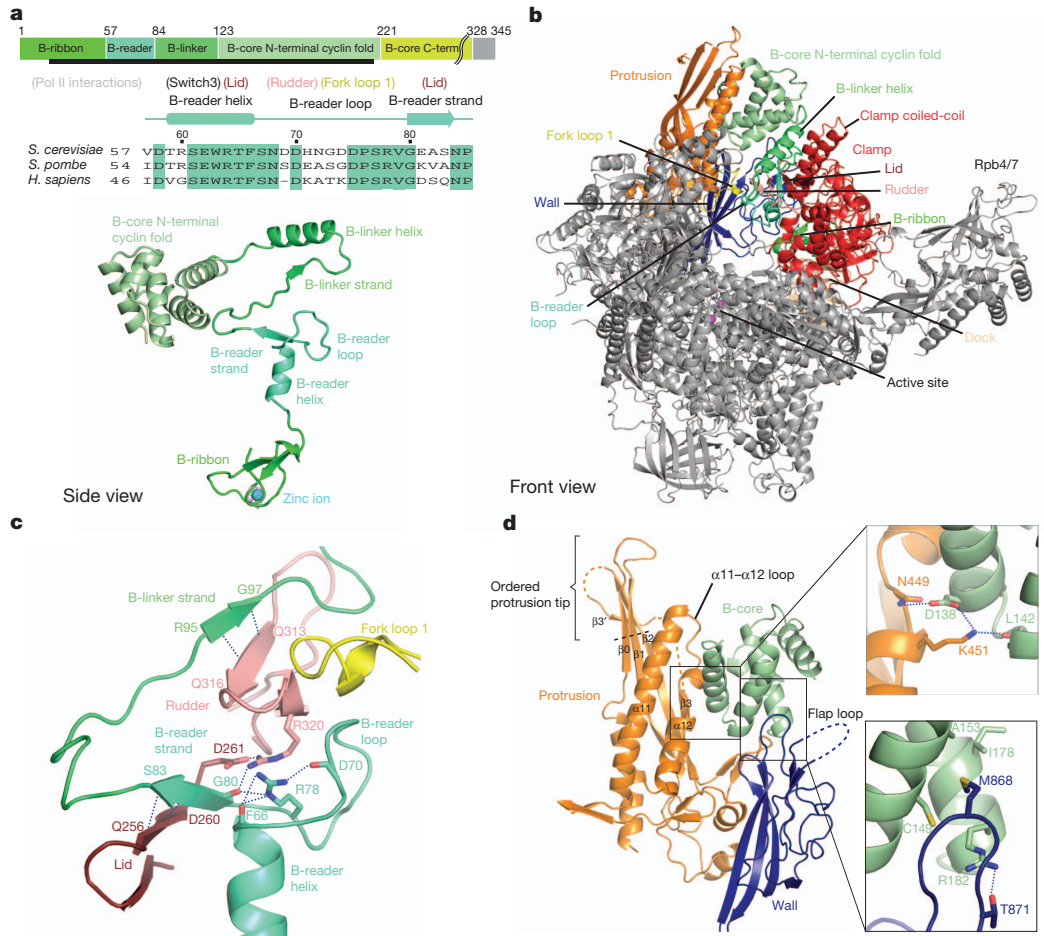 a
1 57 84 123 221 328 345
B-ribbon B-reader B-linker B-core N-terminal cyclin fold B-core C-term
(Pol II interactions) (Switch3) (Lid) (Rudder) (Fork loop 1) (Lid)
B-reader helix B-reader loop B-reader strand
60 70 80
S. cerevisiae 57 VDTRSEWRTFSNDHNGDDPSRVGEASNP
S. pombe 54 IDTRSEWRTFSNSDEASGDDPSRVGKVANP
H. sapiens 46 IDVGSEWRTFSN-DKATKDPSRVGDSQNP
B-core N-terminal
cyclin fold
B-linker helix
B-linker strand
B-reader
strand
B-reader
loop
B-reader
helix
B-ribbon
Zinc ion
Side view
b
B-core N-terminal cyclin fold
Protrusion
B-linker helix
Clamp coiled-coil
Fork loop 1
Clamp
Lid
Rpb4/7
Wall
Rudder
B-ribbon
B-reader
loop
Dock
Active site
Front view
c
G97
B-linker strand
R95
Q313
Fork loop 1
Q316
Rudder
R320
B-reader
loop
B-reader
strand
D261
S83
D70
G80
R78
Q256
D260
F66
Lid
B-reader
helix
d
Ordered
protrusion tip
α11–α12 loop
B-core
β3′
β2
β0
β1
Protrusion
β3
α11
α12
Flap loop
Wall
N449
D138
L142
K451
A153
I178
M868
C149
R182
T871